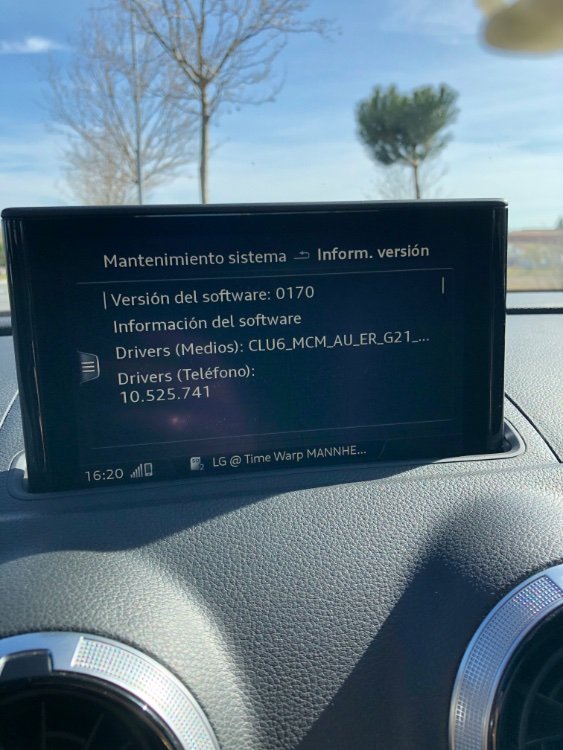 Mantenimiento sistema Inform. versión
Versión del software: 0170
Información del software
Drivers (Medios): CLU6_MCM_AU_ER_G21_...
Drivers (Teléfono):
10.525.741
16:20 LG @ Time Warp MANNHE...